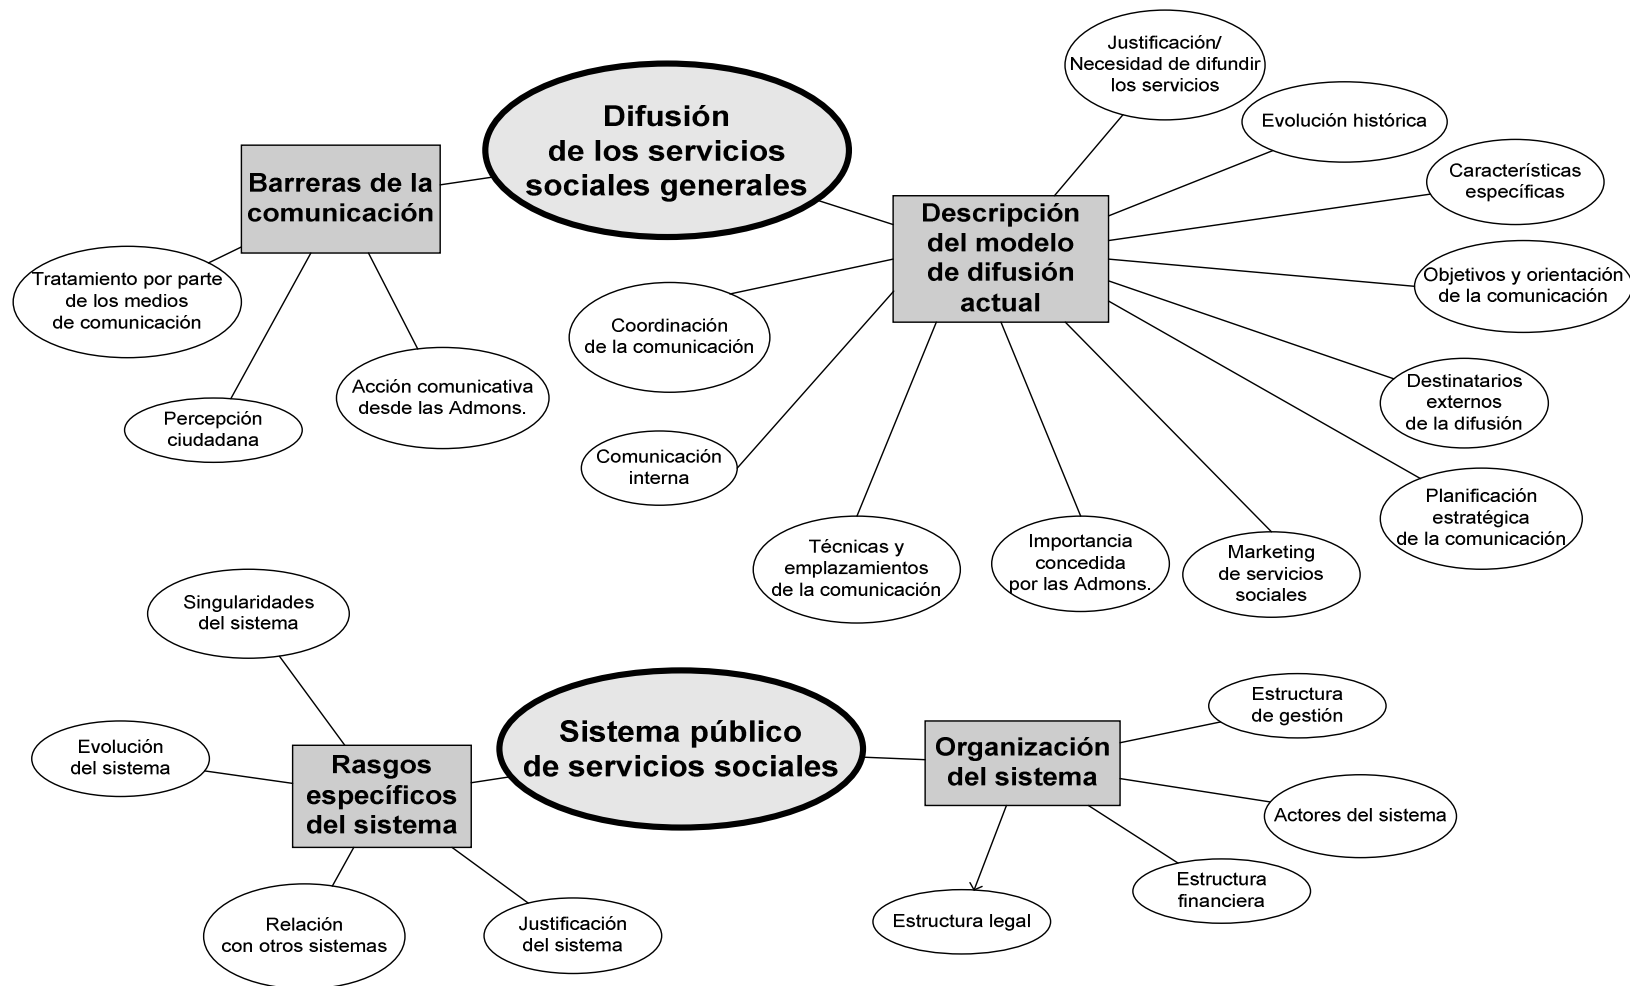 Difusión
de los servicios
sociales generales
Barreras de la
comunicación
Tratamiento por parte
de los medios
de comunicación
Percepción
ciudadana
Acción comunicativa
desde las Admons.
Descripción
del modelo
de difusión
actual
Justificación/
Necesidad de difundir
los servicios
Evolución histórica
Característíficas
específicas
Objetivos y orientación
de la comunicación
Destinatarios
externos
de la difusión
Planificación
estratégica
de la comunicación
Marketing
de servicios
sociales
Importancia
concedida
por las Admons.
Técnicas y
emplazamientos
de la comunicación
Comunicación
interna
Coordinación
de la comunicación
Sistema público
de servicios sociales
Rasgos
específicos
del sistema
Singularidades
del sistema
Evolución
del sistema
Relación
con otros sistemas
Justificación
del sistema
Organización
del sistema
Estructura
de gestión
Actores del sistema
Estructura
financiera
Estructura legal